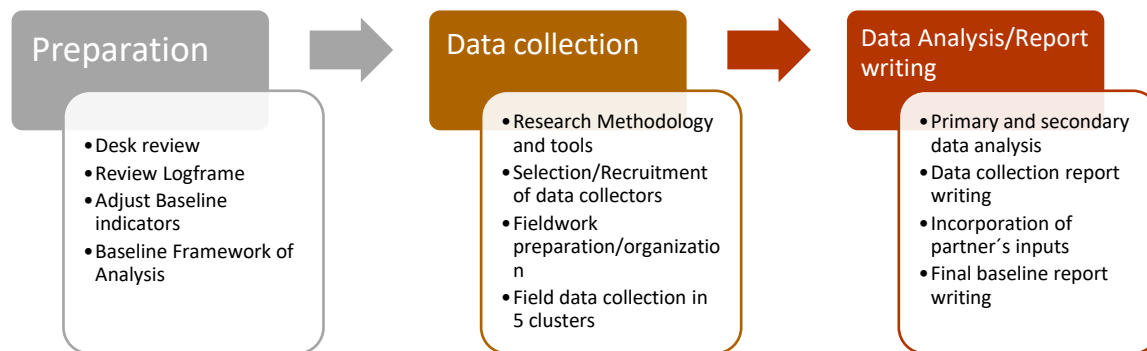 Preparation
•Desk review
•Review Logframe
•Adjust Baseline
indicators
•Baseline Framework of
Analysis
Data collection
•Research Methodology
and tools
•Selection/Recruitment
of data collectors
•Fieldwork
preparation/organizatio
n
•Field data collection in
5 clusters
Data Analysis/Report
writing
•Primary and secondary
data analysis
•Data collection report
writing
•Incorporation of
partner´s inputs
•Final baseline report
writing